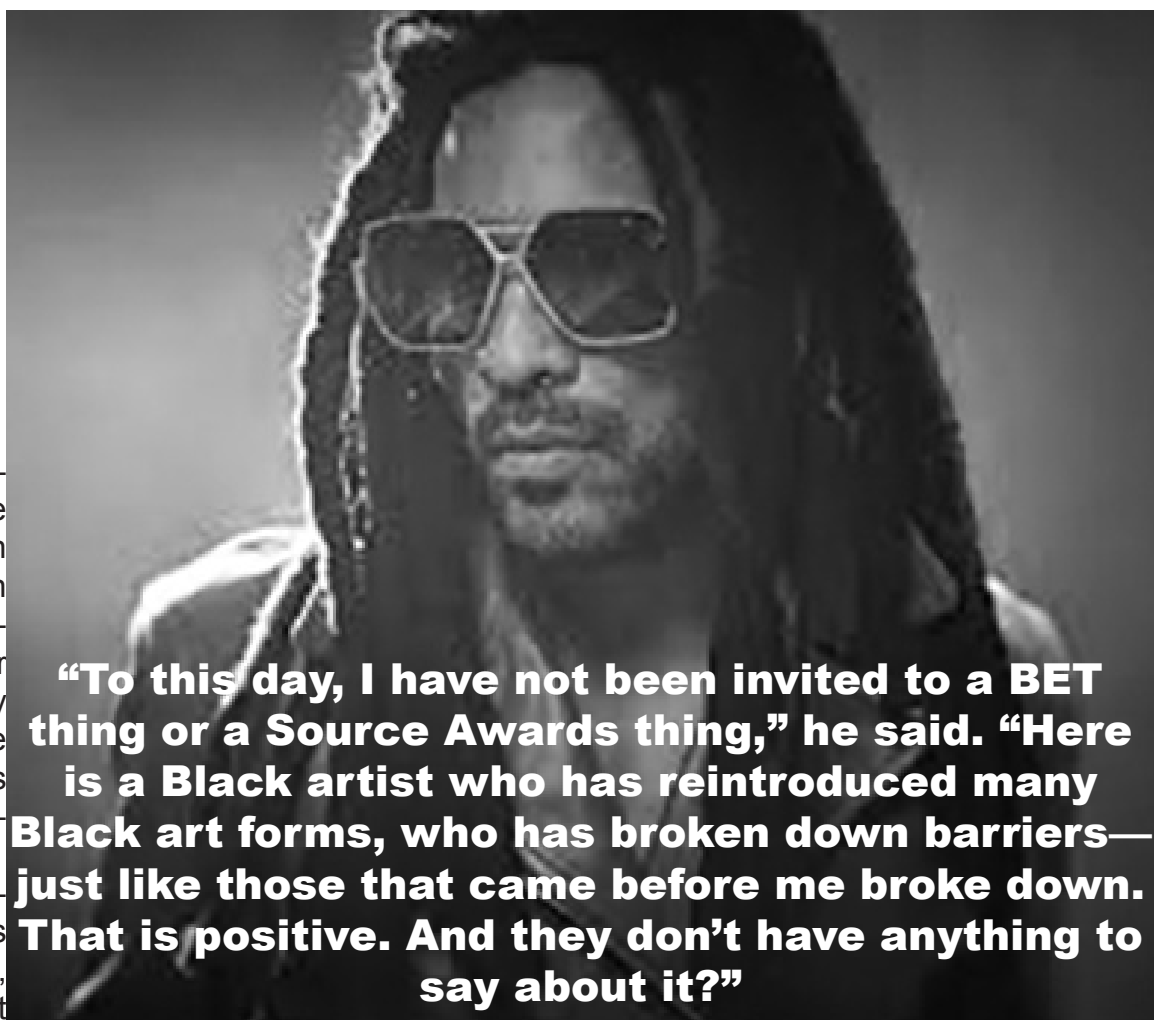 “To this day, I have not been invited to a BET
thing or a Source Awards thing,” he said. “Here
is a Black artist who has reintroduced many
Black art forms, who has broken down barriers—
just like those that came before me broke down.
That is positive. And they don’t have anything to
say about it?”